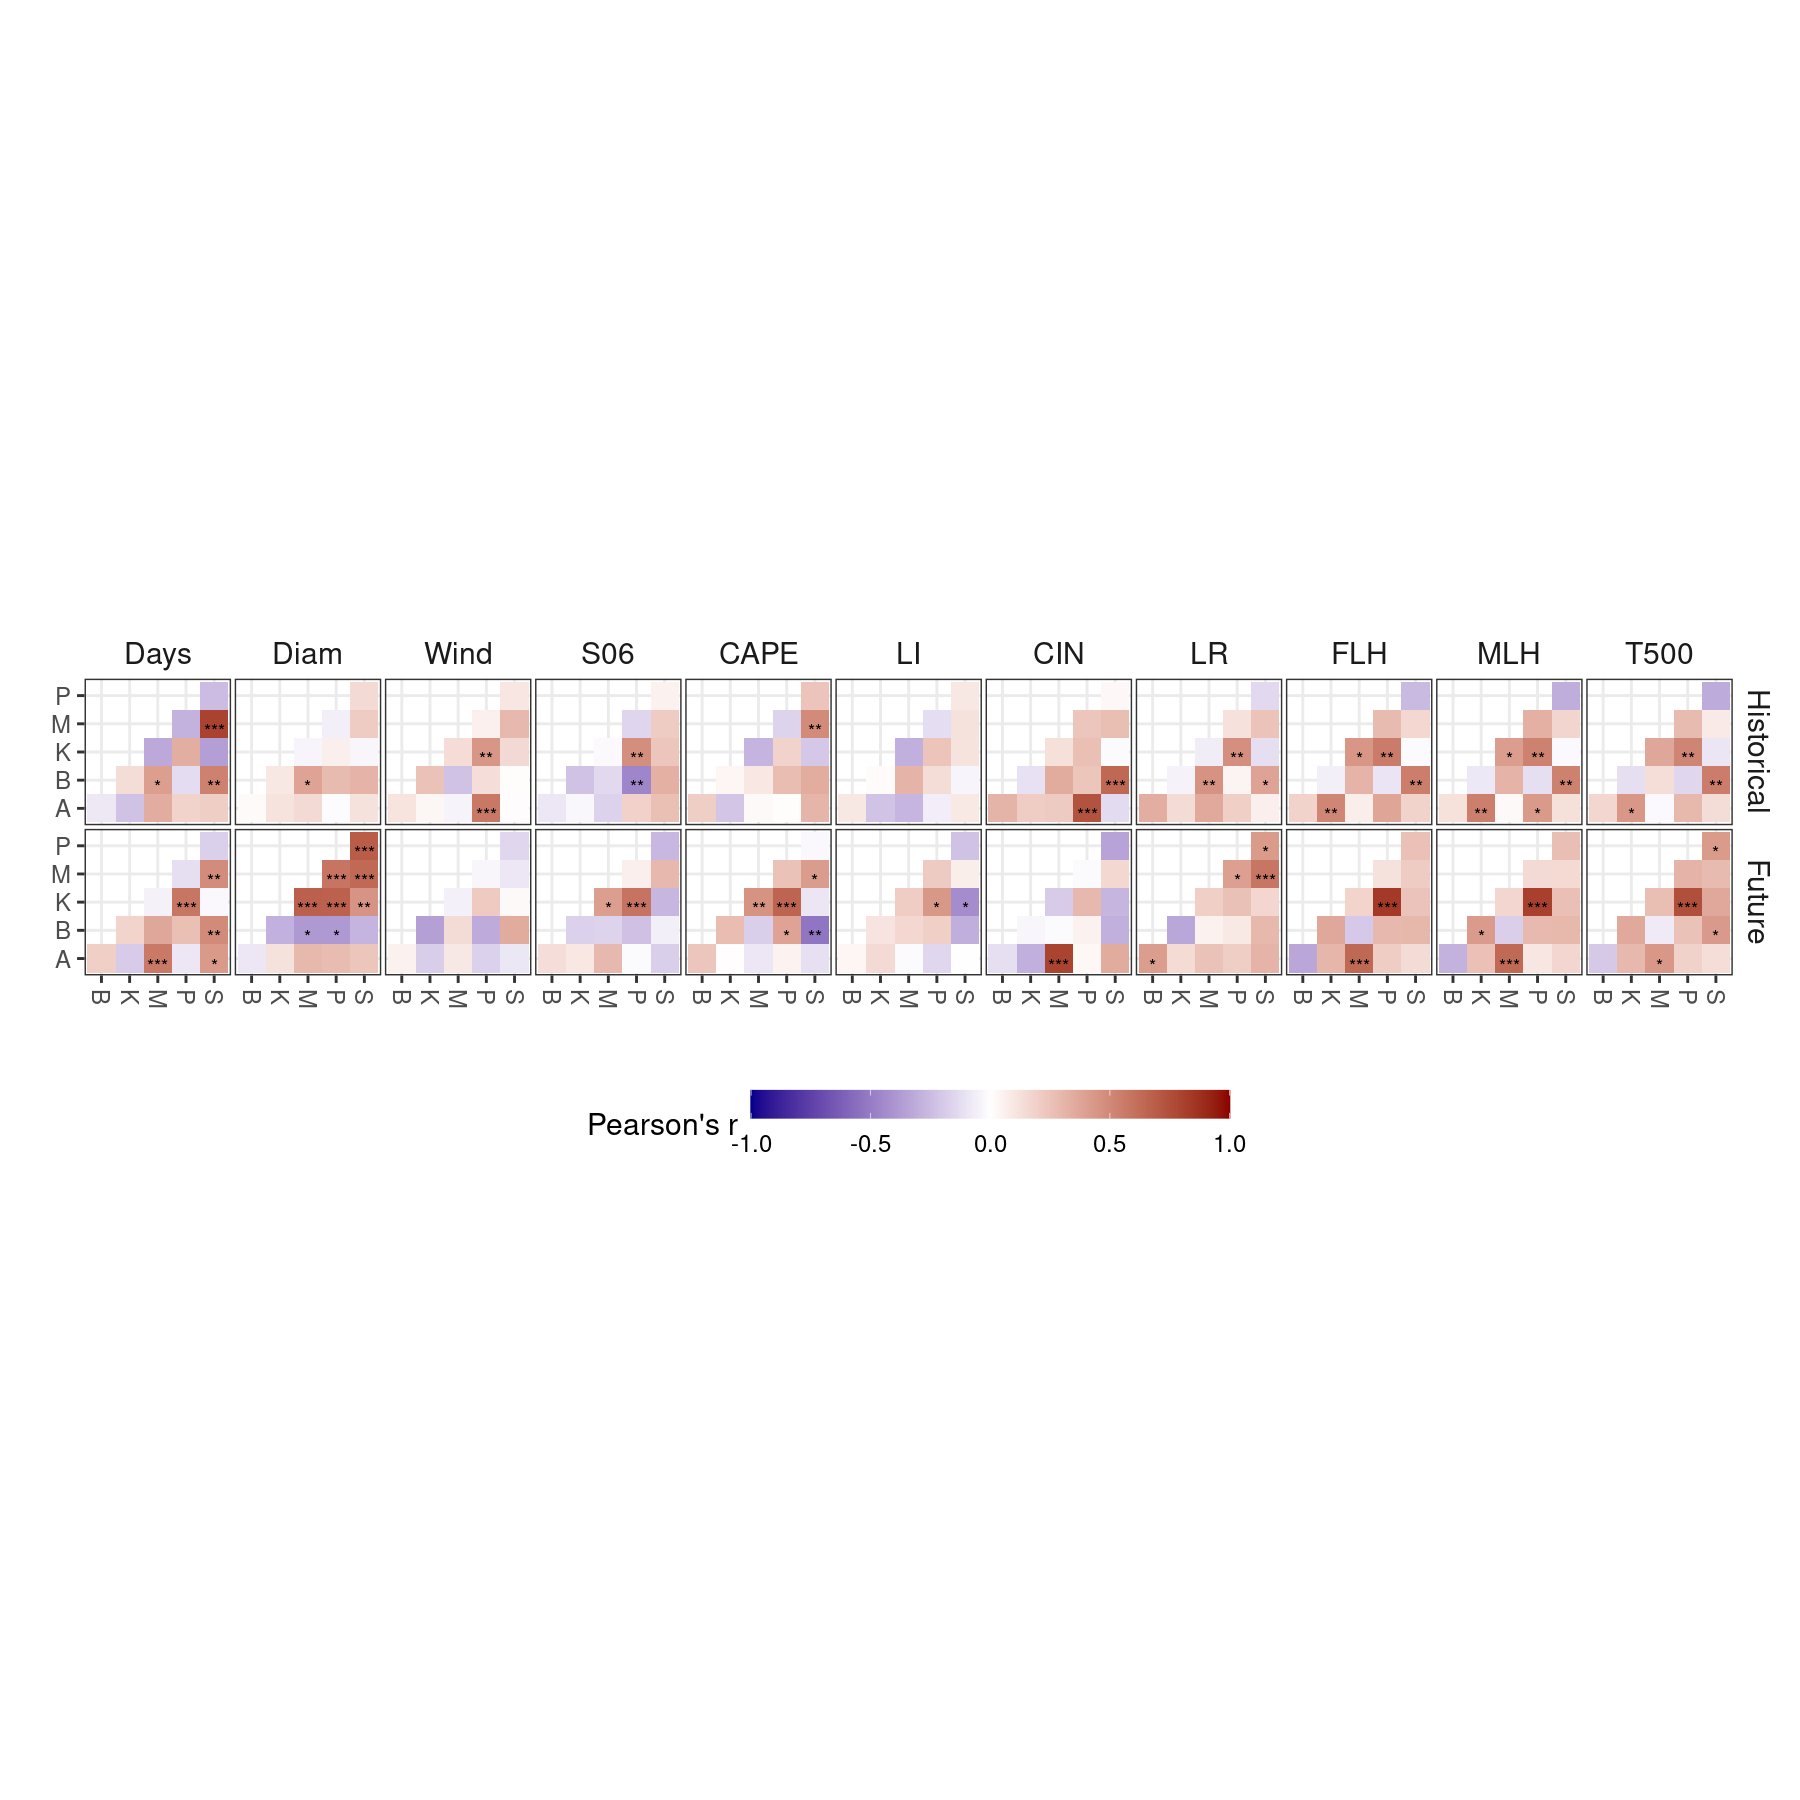 Days Diam Wind S06 CAPE LI CIN LR FLH MLH T500
P
M *** **
K ** ** ** * ** * ** **
B * ** * ** *** ** * ** ** **
A *** *** ** ** * *
Historical
P *** * *
M ** *** *** * * ***
K *** *** *** ** * *** ** *** * * *** *** ***
B ** * * * ** * *
A *** * *** * *** *** *
Future
B K M P S B K M P S B K M P S B K M P S B K M P S B K M P S B K M P S B K M P S B K M P S B K M P S B K M P S
Pearson's r
-1.0 -0.5 0.0 0.5 1.0